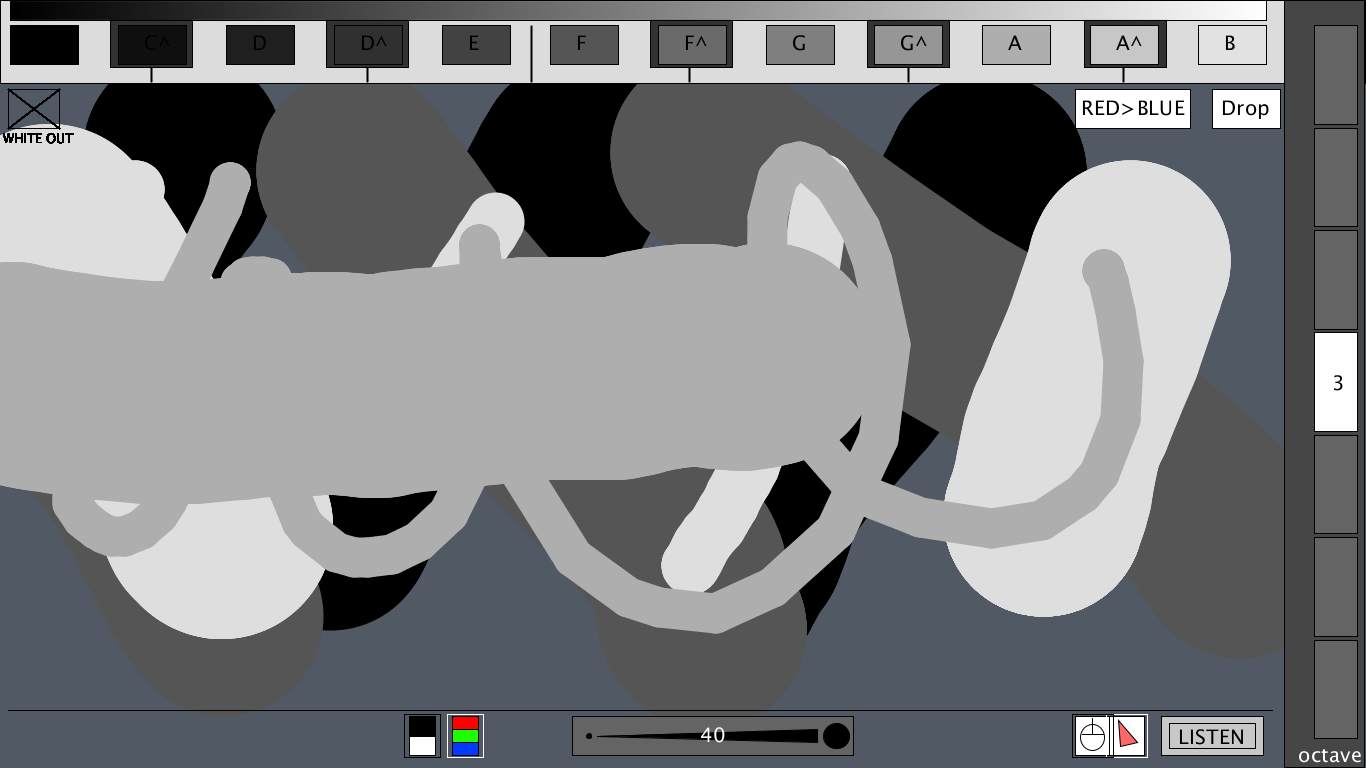 C^ D D^ E F F^ G G^ A A^ B
WHITE OUT
RED>BLUE Drop
3
40
LISTEN
octave